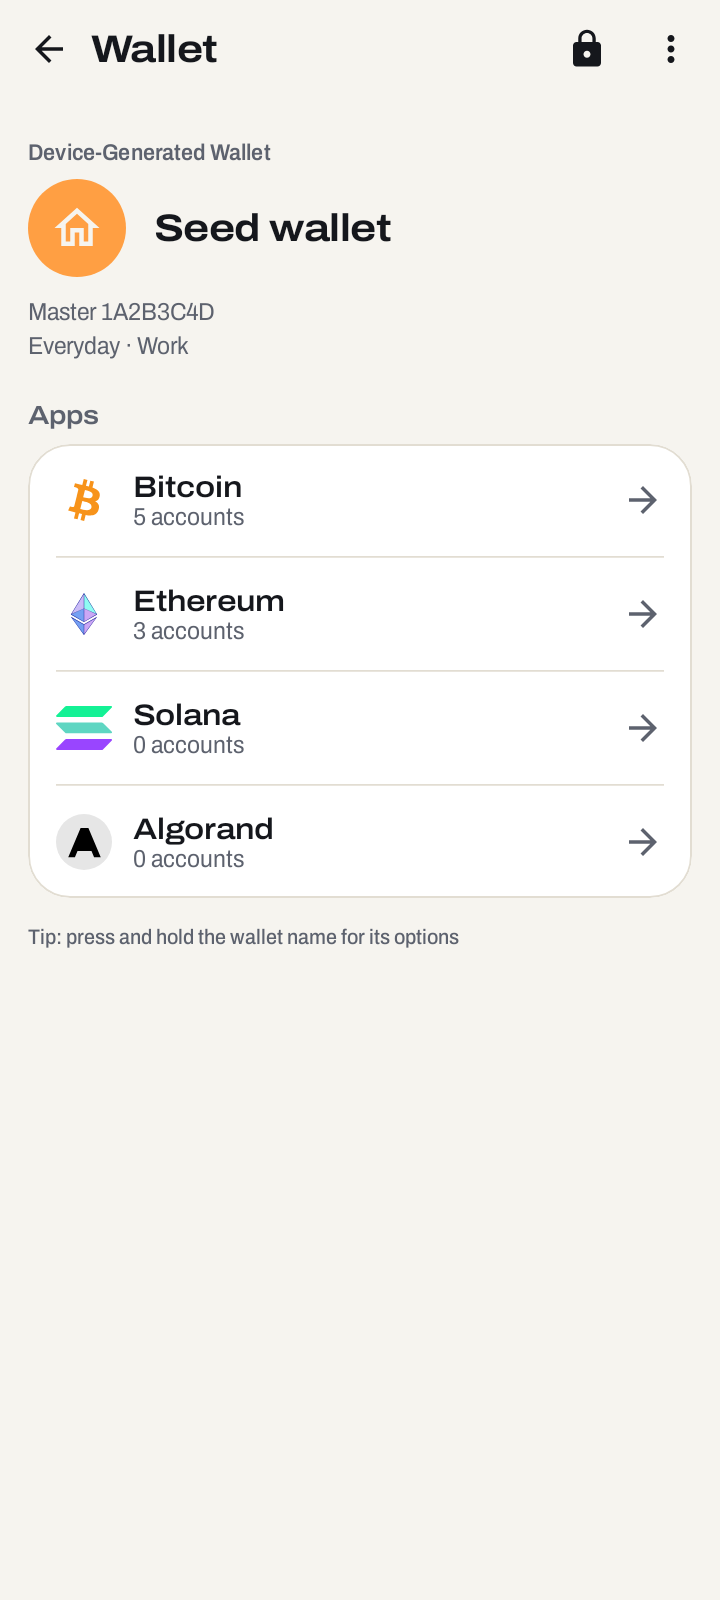 Wallet
Device-Generated Wallet
Seed wallet
Master 1A2B3C4D
Everyday · Work
Apps
Bitcoin
5 accounts
Ethereum
3 accounts
Solana
0 accounts
Algorand
0 accounts
Tip: press and hold the wallet name for its options